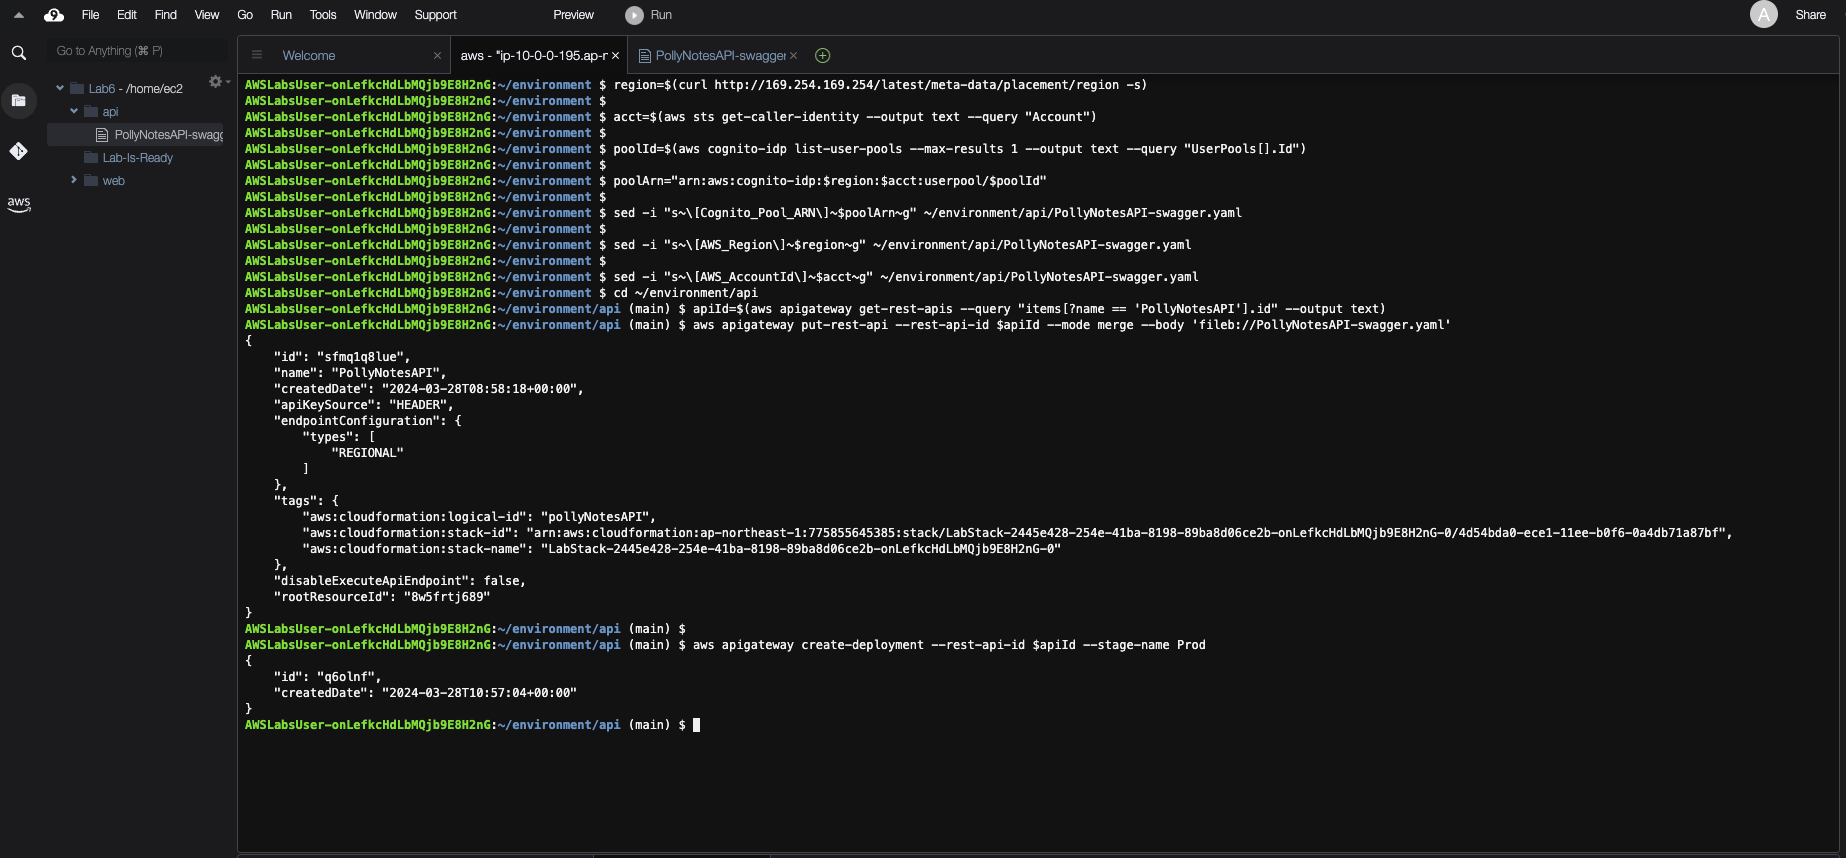 File Edit Find View Go Run Tools Window Support Preview Run A Share
Go to Anything (⌘ P)
Welcome
aws - "ip-10-0-0-195.ap-r
PollyNotesAPI-swagger
Lab6 - /home/ec2
api
PollyNotesAPI-swagg
Lab-Is-Ready
web
aws
AWSLabsUser-onLefkcHdLbMQjb9E8H2nG:~/environment $ region=$(curl http://169.254.169.254/latest/meta-data/placement/region -s)
AWSLabsUser-onLefkcHdLbMQjb9E8H2nG:~/environment $
AWSLabsUser-onLefkcHdLbMQjb9E8H2nG:~/environment $ acct=$(aws sts get-caller-identity --output text --query "Account")
AWSLabsUser-onLefkcHdLbMQjb9E8H2nG:~/environment $
AWSLabsUser-onLefkcHdLbMQjb9E8H2nG:~/environment $ poolId=$(aws cognito-idp list-user-pools --max-results 1 --output text --query "UserPools[].Id")
AWSLabsUser-onLefkcHdLbMQjb9E8H2nG:~/environment $
AWSLabsUser-onLefkcHdLbMQjb9E8H2nG:~/environment $ poolArn="arn:aws:cognito-idp:$region:$acct:userpool/$poolId"
AWSLabsUser-onLefkcHdLbMQjb9E8H2nG:~/environment $
AWSLabsUser-onLefkcHdLbMQjb9E8H2nG:~/environment $ sed -i "s~\[Cognito_Pool_ARN\]~$poolArn~g" ~/environment/api/PollyNotesAPI-swagger.yaml
AWSLabsUser-onLefkcHdLbMQjb9E8H2nG:~/environment $
AWSLabsUser-onLefkcHdLbMQjb9E8H2nG:~/environment $ sed -i "s~\[AWS_Region\]~$region~g" ~/environment/api/PollyNotesAPI-swagger.yaml
AWSLabsUser-onLefkcHdLbMQjb9E8H2nG:~/environment $
AWSLabsUser-onLefkcHdLbMQjb9E8H2nG:~/environment $ sed -i "s~\[AWS_AccountId\]~$acct~g" ~/environment/api/PollyNotesAPI-swagger.yaml
AWSLabsUser-onLefkcHdLbMQjb9E8H2nG:~/environment $ cd ~/environment/api
AWSLabsUser-onLefkcHdLbMQjb9E8H2nG:~/environment/api (main) $ apiId=$(aws apigateway get-rest-apis --query "items[?name == 'PollyNotesAPI'].id" --output text)
AWSLabsUser-onLefkcHdLbMQjb9E8H2nG:~/environment/api (main) $ aws apigateway put-rest-api --rest-api-id $apiId --mode merge --body 'fileb://PollyNotesAPI-swagger.yaml'
{
    "id": "sfmq1q8lue",
    "name": "PollyNotesAPI",
    "createdDate": "2024-03-28T08:58:18+00:00",
    "apiKeySource": "HEADER",
    "endpointConfiguration": {
        "types": [
            "REGIONAL"
        ]
    },
    "tags": {
        "aws:cloudformation:logical-id": "pollyNotesAPI",
        "aws:cloudformation:stack-id": "arn:aws:cloudformation:ap-northeast-1:775855645385:stack/LabStack-2445e428-254e-41ba-8198-89ba8d06ce2b-onLefkcHdLbMQjb9E8H2nG-0/4d54bda0-ece1-11ee-b0f6-0a4db71a87bf",
        "aws:cloudformation:stack-name": "LabStack-2445e428-254e-41ba-8198-89ba8d06ce2b-onLefkcHdLbMQjb9E8H2nG-0"
    },
    "disableExecuteApiEndpoint": false,
    "rootResourceId": "8w5frtj689"
}
AWSLabsUser-onLefkcHdLbMQjb9E8H2nG:~/environment/api (main) $
AWSLabsUser-onLefkcHdLbMQjb9E8H2nG:~/environment/api (main) $ aws apigateway create-deployment --rest-api-id $apiId --stage-name Prod
{
    "id": "q6olnf",
    "createdDate": "2024-03-28T10:57:04+00:00"
}
AWSLabsUser-onLefkcHdLbMQjb9E8H2nG:~/environment/api (main) $